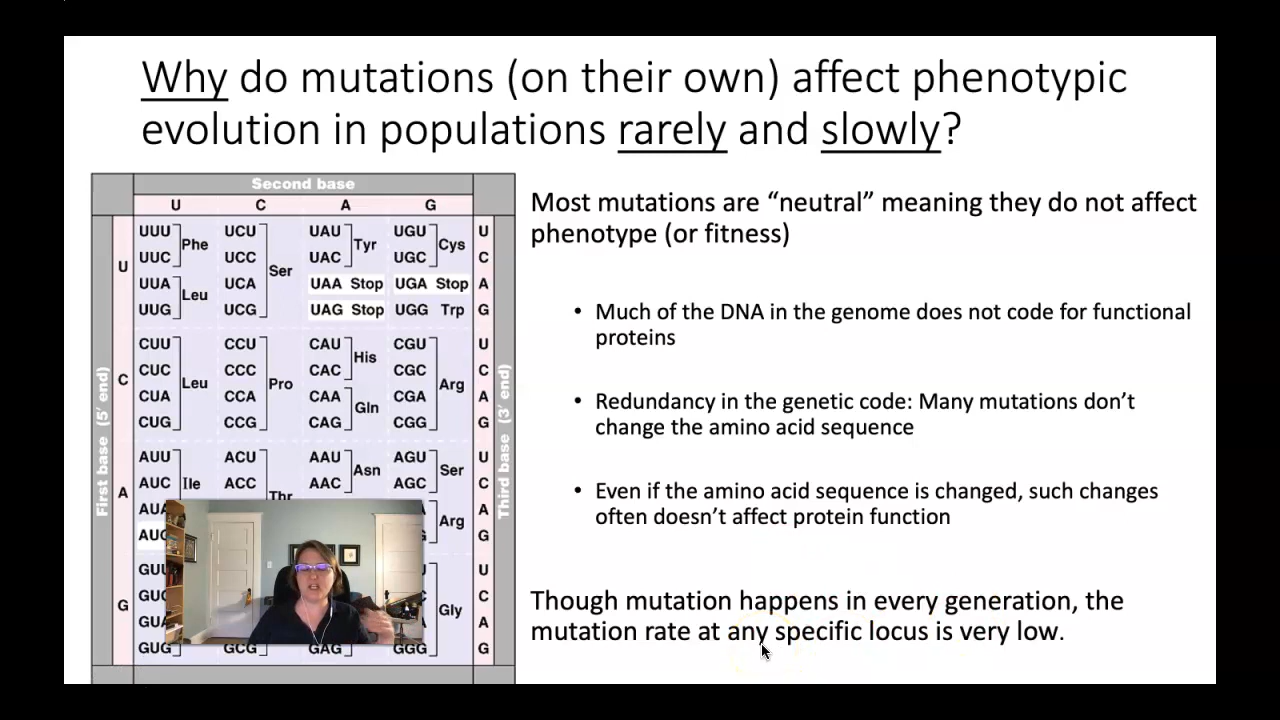 Why do mutations (on their own) affect phenotypic
evolution in populations rarely and slowly?
Second base
U C A G
First base (5' end)
Third base (3' end)
U
UUU UCU UAU UGU U
Phe Tyr Cys
UUC UCC UAC UGC C
Ser
UUA UCA UAA Stop UGA Stop A
Leu
UUG UCG UAG Stop UGG Trp G
C
CUU CCU CAU CGU U
His
CUC CCC CAC CGC C
Leu Pro Arg
CUA CCA CAA CGA A
Gln
CUG CCG CAG CGG G
A
AUU ACU AAU AGU U
Asn Ser
AUC Ile ACC AAC AGC C
Thr
AUA A
Arg
AUG G
G
GUU U
GUC C
Gly
GUA A
GUG GCG GAG GGG G
Most mutations are “neutral” meaning they do not affect
phenotype (or fitness)
• Much of the DNA in the genome does not code for functional
proteins
• Redundancy in the genetic code: Many mutations don’t
change the amino acid sequence
• Even if the amino acid sequence is changed, such changes
often doesn’t affect protein function
Though mutation happens in every generation, the
mutation rate at any specific locus is very low.